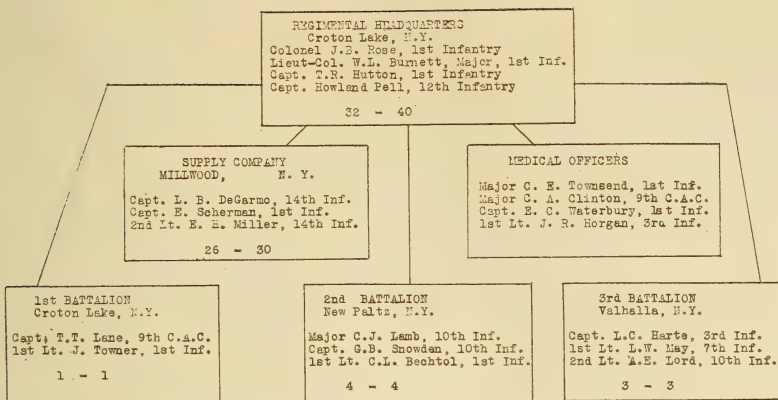 REGIMENTAL HEADQUARTERS
Croton Lake, N.Y.
Colonel J.B. Rose, 1st Infantry
Lieut-Col. W.L. Burnett, Major, 1st Inf.
Capt. T.R. Hutton, 1st Infantry
Capt. Howland Pell, 12th Infantry
32 - 40
SUPPLY COMPANY
MILLWOOD, N. Y.
Capt. L. B. DeGarmo, 14th Inf.
Capt. E. Scherman, 1st Inf.
2nd Lt. E. H. Miller, 14th Inf.
26 - 30
MEDICAL OFFICERS
Major C. E. Townsend, 1st Inf.
Major C. A. Clinton, 9th C.A.C.
Capt. E. C. Waterbury, 1st Inf.
1st Lt. J. R. Horgan, 3rd Inf.
1st BATTALION
Croton Lake, N.Y.
Capt. T.T. Lane, 9th C.A.C.
1st Lt. J. Towner, 1st Inf.
1 - 1
2nd BATTALION
New Paltz, N.Y.
Major C.J. Lamb, 10th Inf.
Capt. G.B. Snowden, 10th Inf.
1st Lt. C.L. Bechtol, 1st Inf.
4 - 4
3rd BATTALION
Valhalla, N.Y.
Capt. L.C. Harte, 3rd Inf.
1st Lt. L.W. May, 7th Inf.
2nd Lt. A.E. Lord, 10th Inf.
3 - 3